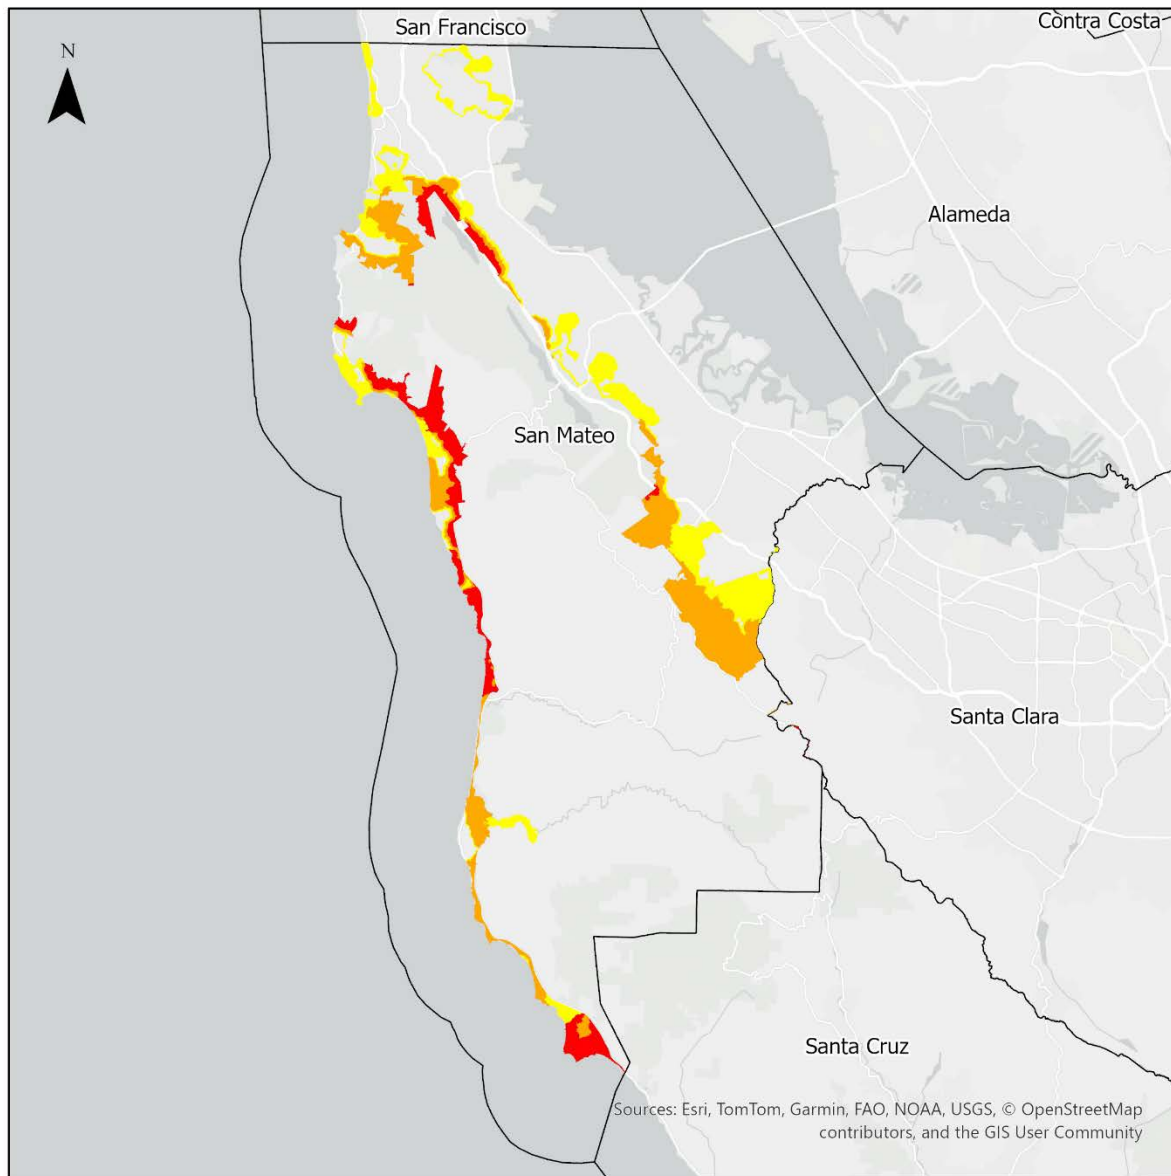 San Francisco
Contra Costa
N
Alameda
San Mateo
Santa Clara
Santa Cruz
Sources: Esri, TomTom, Garmin, FAO, NOAA, USGS, © OpenStreetMap
contributors, and the GIS User Community